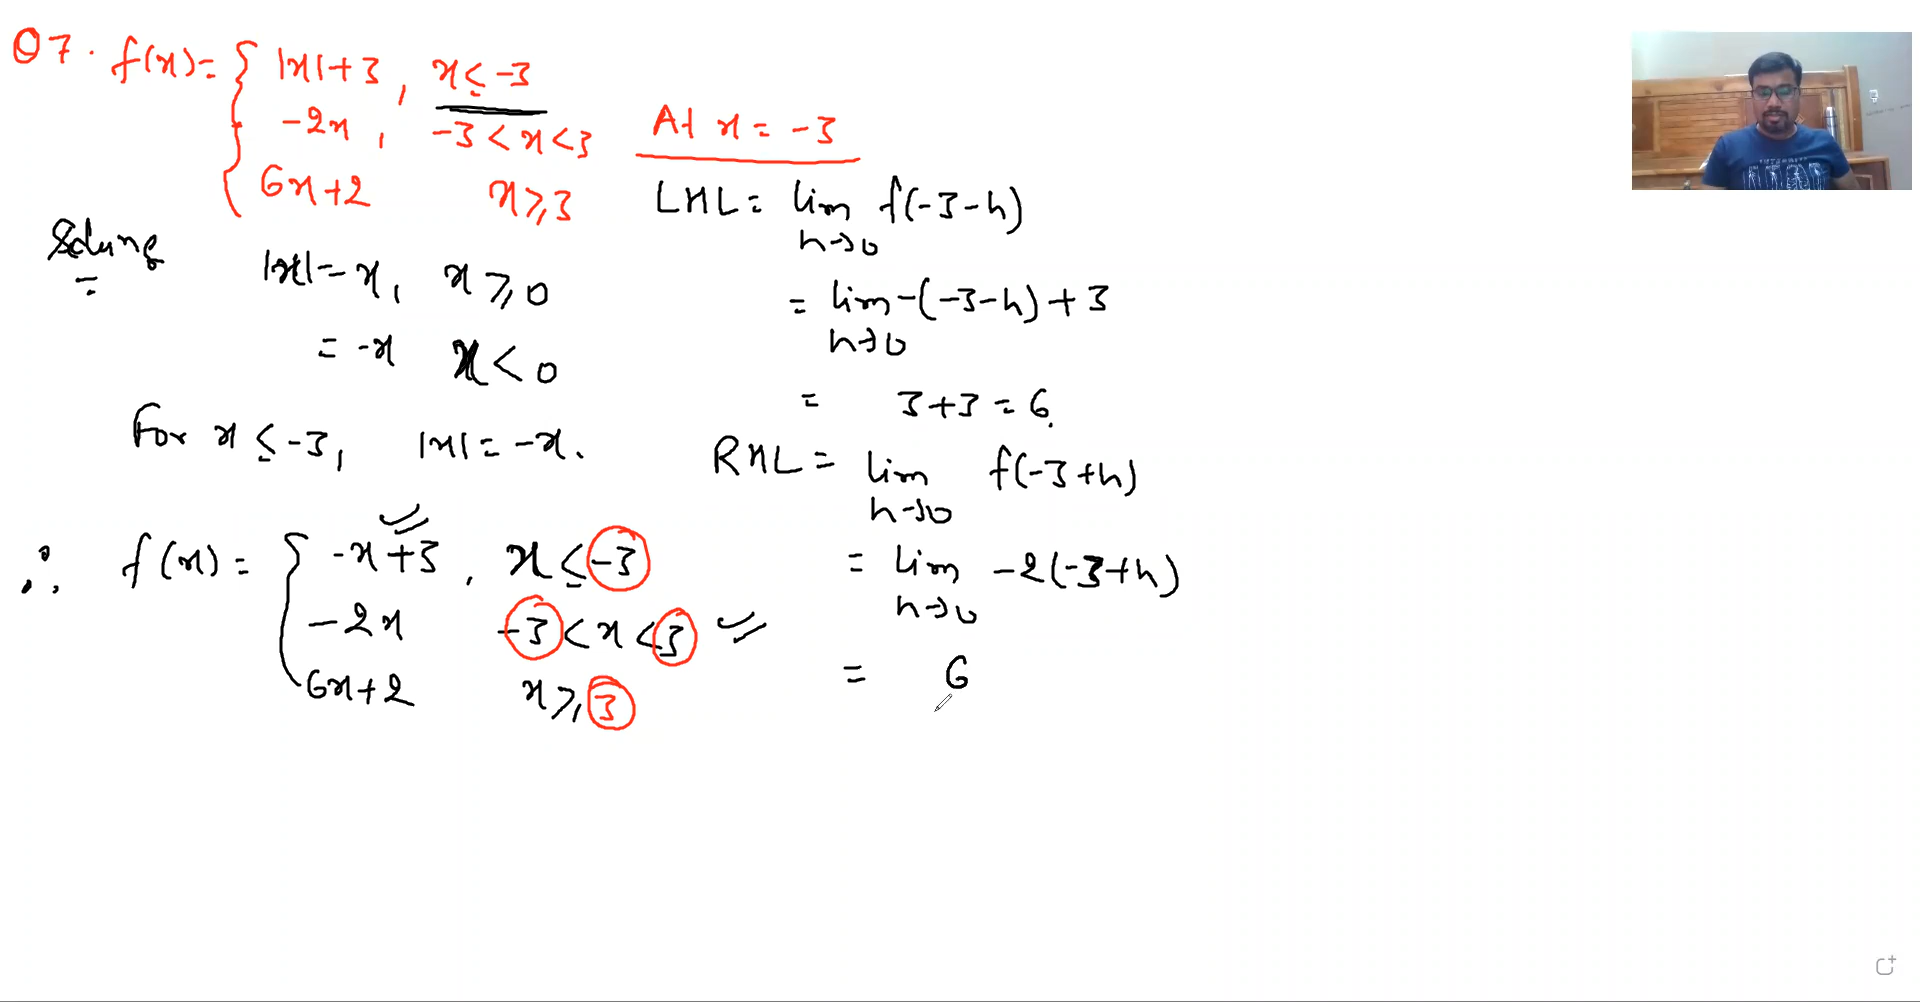 Q7. f(x) = { |x|+3, x ≤ -3
-2x, -3 < x < 3
6x+2 x ≥ 3
Solung
|x| = x, x ≥ 0
= -x x < 0
For x ≤ -3, |x| = -x.
∴ f(x) = { -x+3, x ≤ -3
-2x -3 < x < 3
6x+2 x ≥ 3
At x = -3
LHL = lim f(-3-h)
h→0
= lim -(-3-h)+3
h→0
= 3+3 = 6.
RHL = lim f(-3+h)
h→0
= lim -2(-3+h)
h→0
= 6